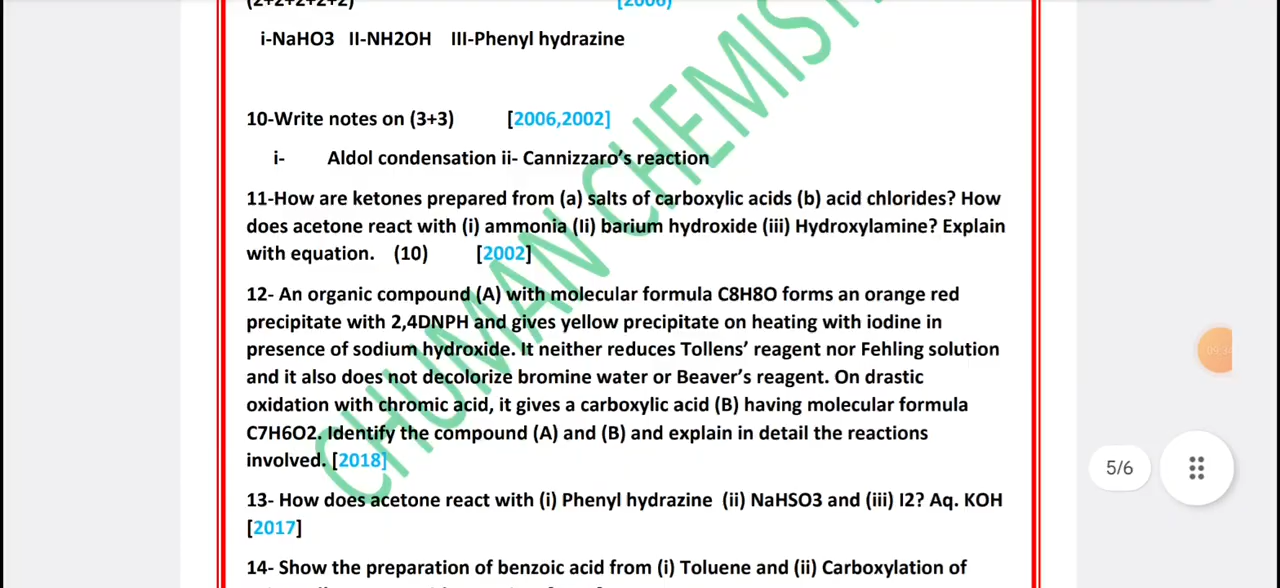 (2+2+2+2+2) [2006)
i-NaHO3 II-NH2OH III-Phenyl hydrazine
10-Write notes on (3+3) [2006,2002]
i- Aldol condensation ii- Cannizzaro's reaction
11-How are ketones prepared from (a) salts of carboxylic acids (b) acid chlorides? How
does acetone react with (i) ammonia (Ii) barium hydroxide (iii) Hydroxylamine? Explain
with equation. (10) [2002]
12- An organic compound (A) with molecular formula C8H8O forms an orange red
precipitate with 2,4DNPH and gives yellow precipitate on heating with iodine in
presence of sodium hydroxide. It neither reduces Tollens' reagent nor Fehling solution
and it also does not decolorize bromine water or Beaver's reagent. On drastic
oxidation with chromic acid, it gives a carboxylic acid (B) having molecular formula
C7H6O2. Identify the compound (A) and (B) and explain in detail the reactions
involved. [2018]
13- How does acetone react with (i) Phenyl hydrazine (ii) NaHSO3 and (iii) I2? Aq. KOH
[2017]
14- Show the preparation of benzoic acid from (i) Toluene and (ii) Carboxylation of
CHUMAN CHEMIST
5/6